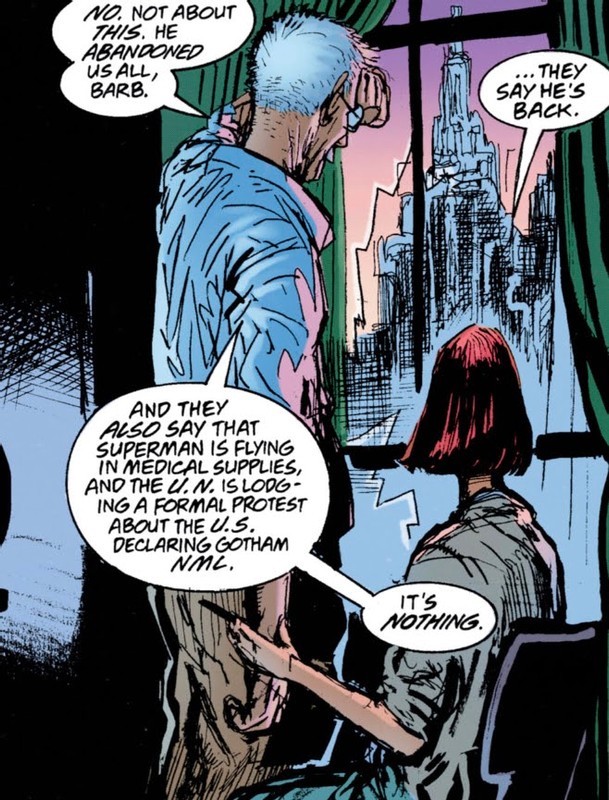 NO. NOT ABOUT
THIS. HE
ABANDONED
US ALL,
BARB.
...THEY
SAY HE'S
BACK.
AND THEY
ALSO SAY THAT
SUPERMAN IS FLYING
IN MEDICAL SUPPLIES,
AND THE U.N. IS LODG-
ING A FORMAL PROTEST
ABOUT THE U.S.
DECLARING GOTHAM
NML.
IT'S
NOTHING.